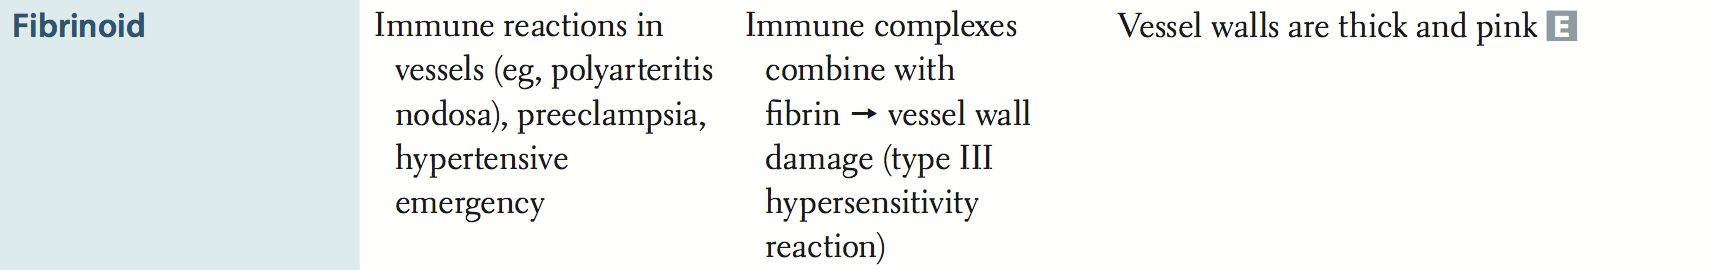 Fibrinoid
Immune reactions in
vessels (eg, polyarteritis
nodosa), preeclampsia,
hypertensive
emergency
Immune complexes
combine with
fibrin → vessel wall
damage (type III
hypersensitivity
reaction)
Vessel walls are thick and pink E